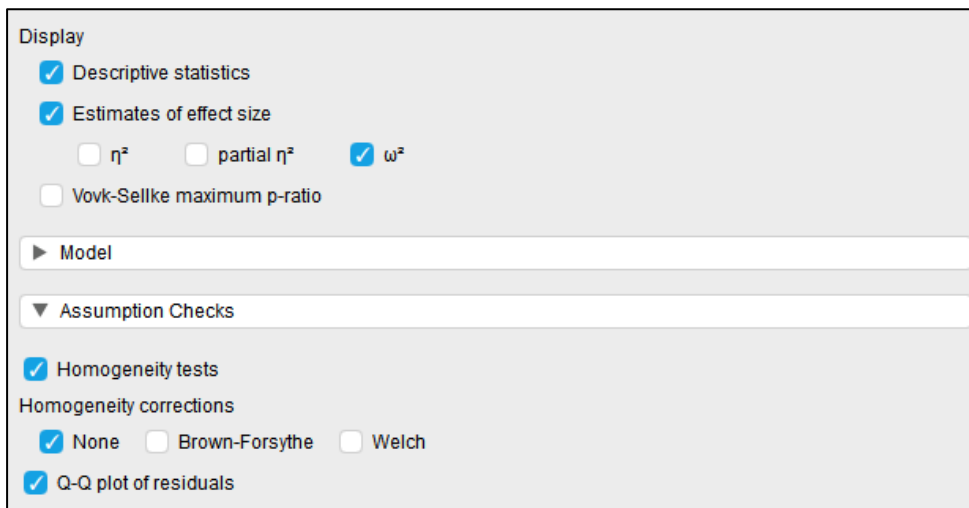 Display
Descriptive statistics
Estimates of effect size
η² partial η² ω²
Vovk-Sellke maximum p-ratio
Model
Assumption Checks
Homogeneity tests
Homogeneity corrections
None Brown-Forsythe Welch
Q-Q plot of residuals